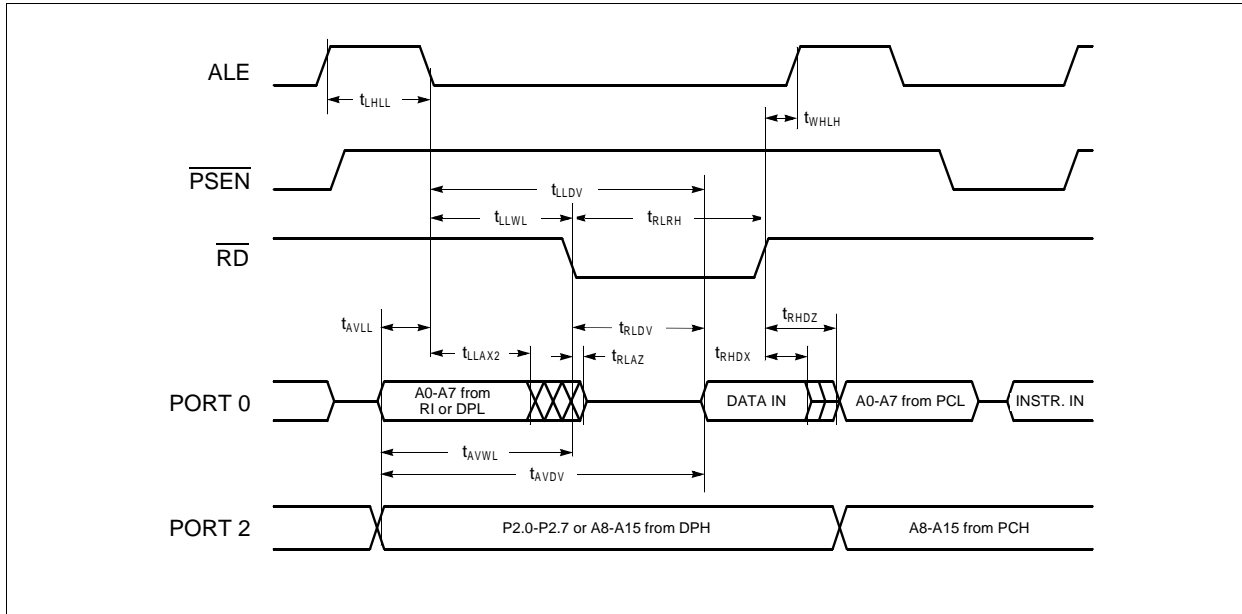 ALE
tLHLL
tWHLH
PSEN
tLLDV
tLLWL
tRLRH
RD
tAVLL
tRLDV
tRHDZ
tLLAX2
tRLAZ
tRHDX
PORT 0
A0-A7 from
RI or DPL
DATA IN
A0-A7 from PCL
INSTR. IN
tAVWL
tAVDV
PORT 2
P2.0-P2.7 or A8-A15 from DPH
A8-A15 from PCH